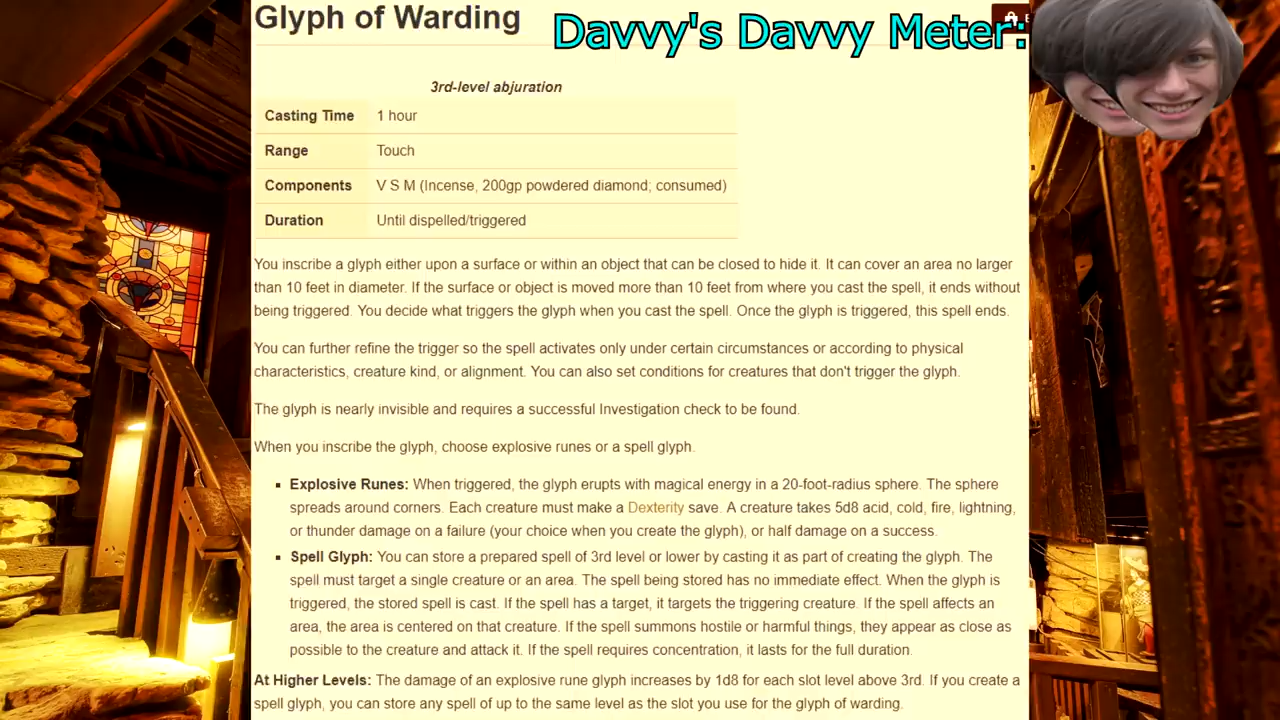 Glyph of Warding
Davvy's Davvy Meter:
3rd-level abjuration
Casting Time 1 hour
Range Touch
Components V S M (Incense, 200gp powdered diamond; consumed)
Duration Until dispelled/triggered
You inscribe a glyph either upon a surface or within an object that can be closed to hide it. It can cover an area no larger
than 10 feet in diameter. If the surface or object is moved more than 10 feet from where you cast the spell, it ends without
being triggered. You decide what triggers the glyph when you cast the spell. Once the glyph is triggered, this spell ends.
You can further refine the trigger so the spell activates only under certain circumstances or according to physical
characteristics, creature kind, or alignment. You can also set conditions for creatures that don't trigger the glyph.
The glyph is nearly invisible and requires a successful Investigation check to be found.
When you inscribe the glyph, choose explosive runes or a spell glyph.
▪ Explosive Runes: When triggered, the glyph erupts with magical energy in a 20-foot-radius sphere. The sphere
spreads around corners. Each creature must make a Dexterity save. A creature takes 5d8 acid, cold, fire, lightning,
or thunder damage on a failure (your choice when you create the glyph), or half damage on a success.
▪ Spell Glyph: You can store a prepared spell of 3rd level or lower by casting it as part of creating the glyph. The
spell must target a single creature or an area. The spell being stored has no immediate effect. When the glyph is
triggered, the stored spell is cast. If the spell has a target, it targets the triggering creature. If the spell affects an
area, the area is centered on that creature. If the spell summons hostile or harmful things, they appear as close as
possible to the creature and attack it. If the spell requires concentration, it lasts for the full duration.
At Higher Levels: The damage of an explosive rune glyph increases by 1d8 for each slot level above 3rd. If you create a
spell glyph, you can store any spell of up to the same level as the slot you use for the glyph of warding.